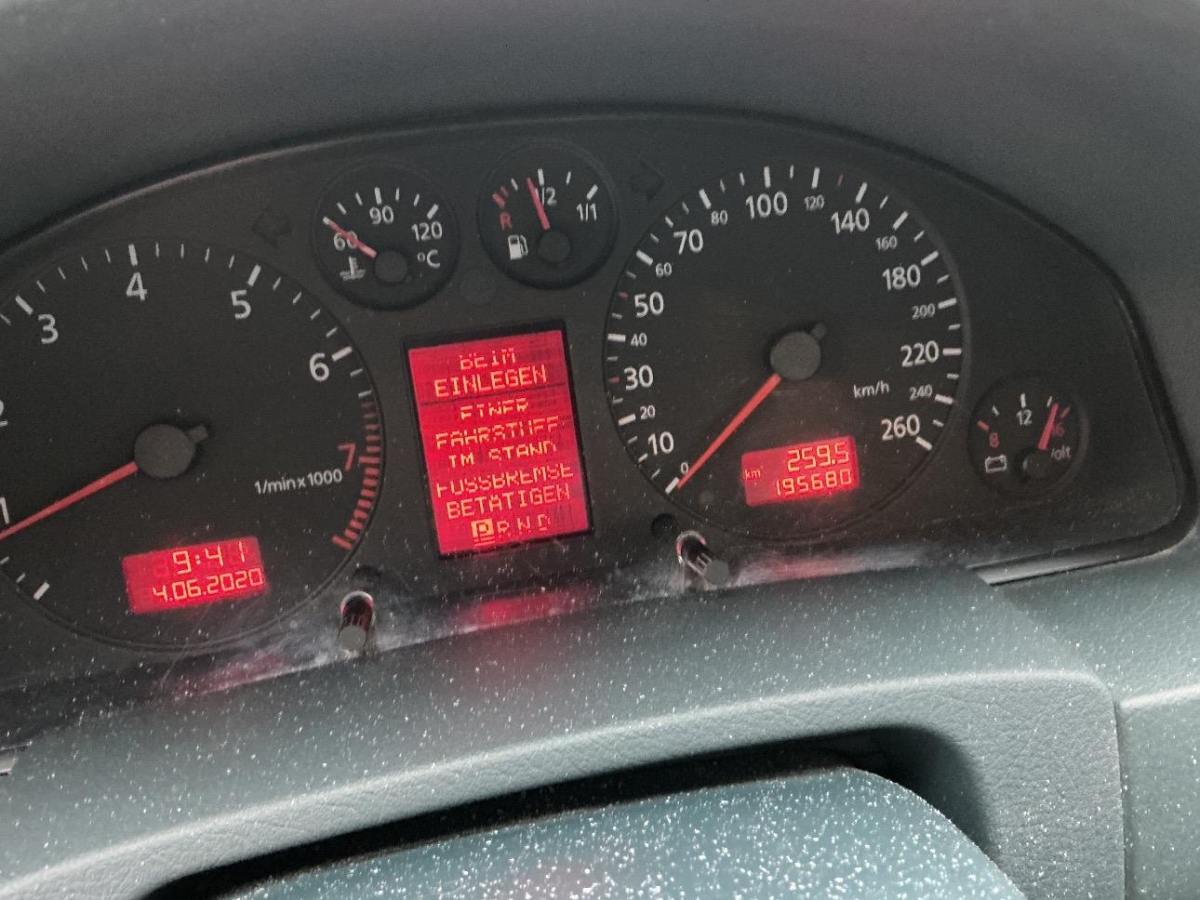 1
2
3
4
5
6
7
1/min x 1000
9:41
4.06.2020
60
90
120
°C
R
1/2
1/1
BEIM
EINLEGEN
EINER
FAHRSTUFE
IM STAND
FUSSBREMSE
BETÄTIGEN
P R N D
0
10
20
30
40
50
60
70
80
100
120
140
160
180
200
220
240
260
km/h
km 259.5
195680
8
12
16
Volt